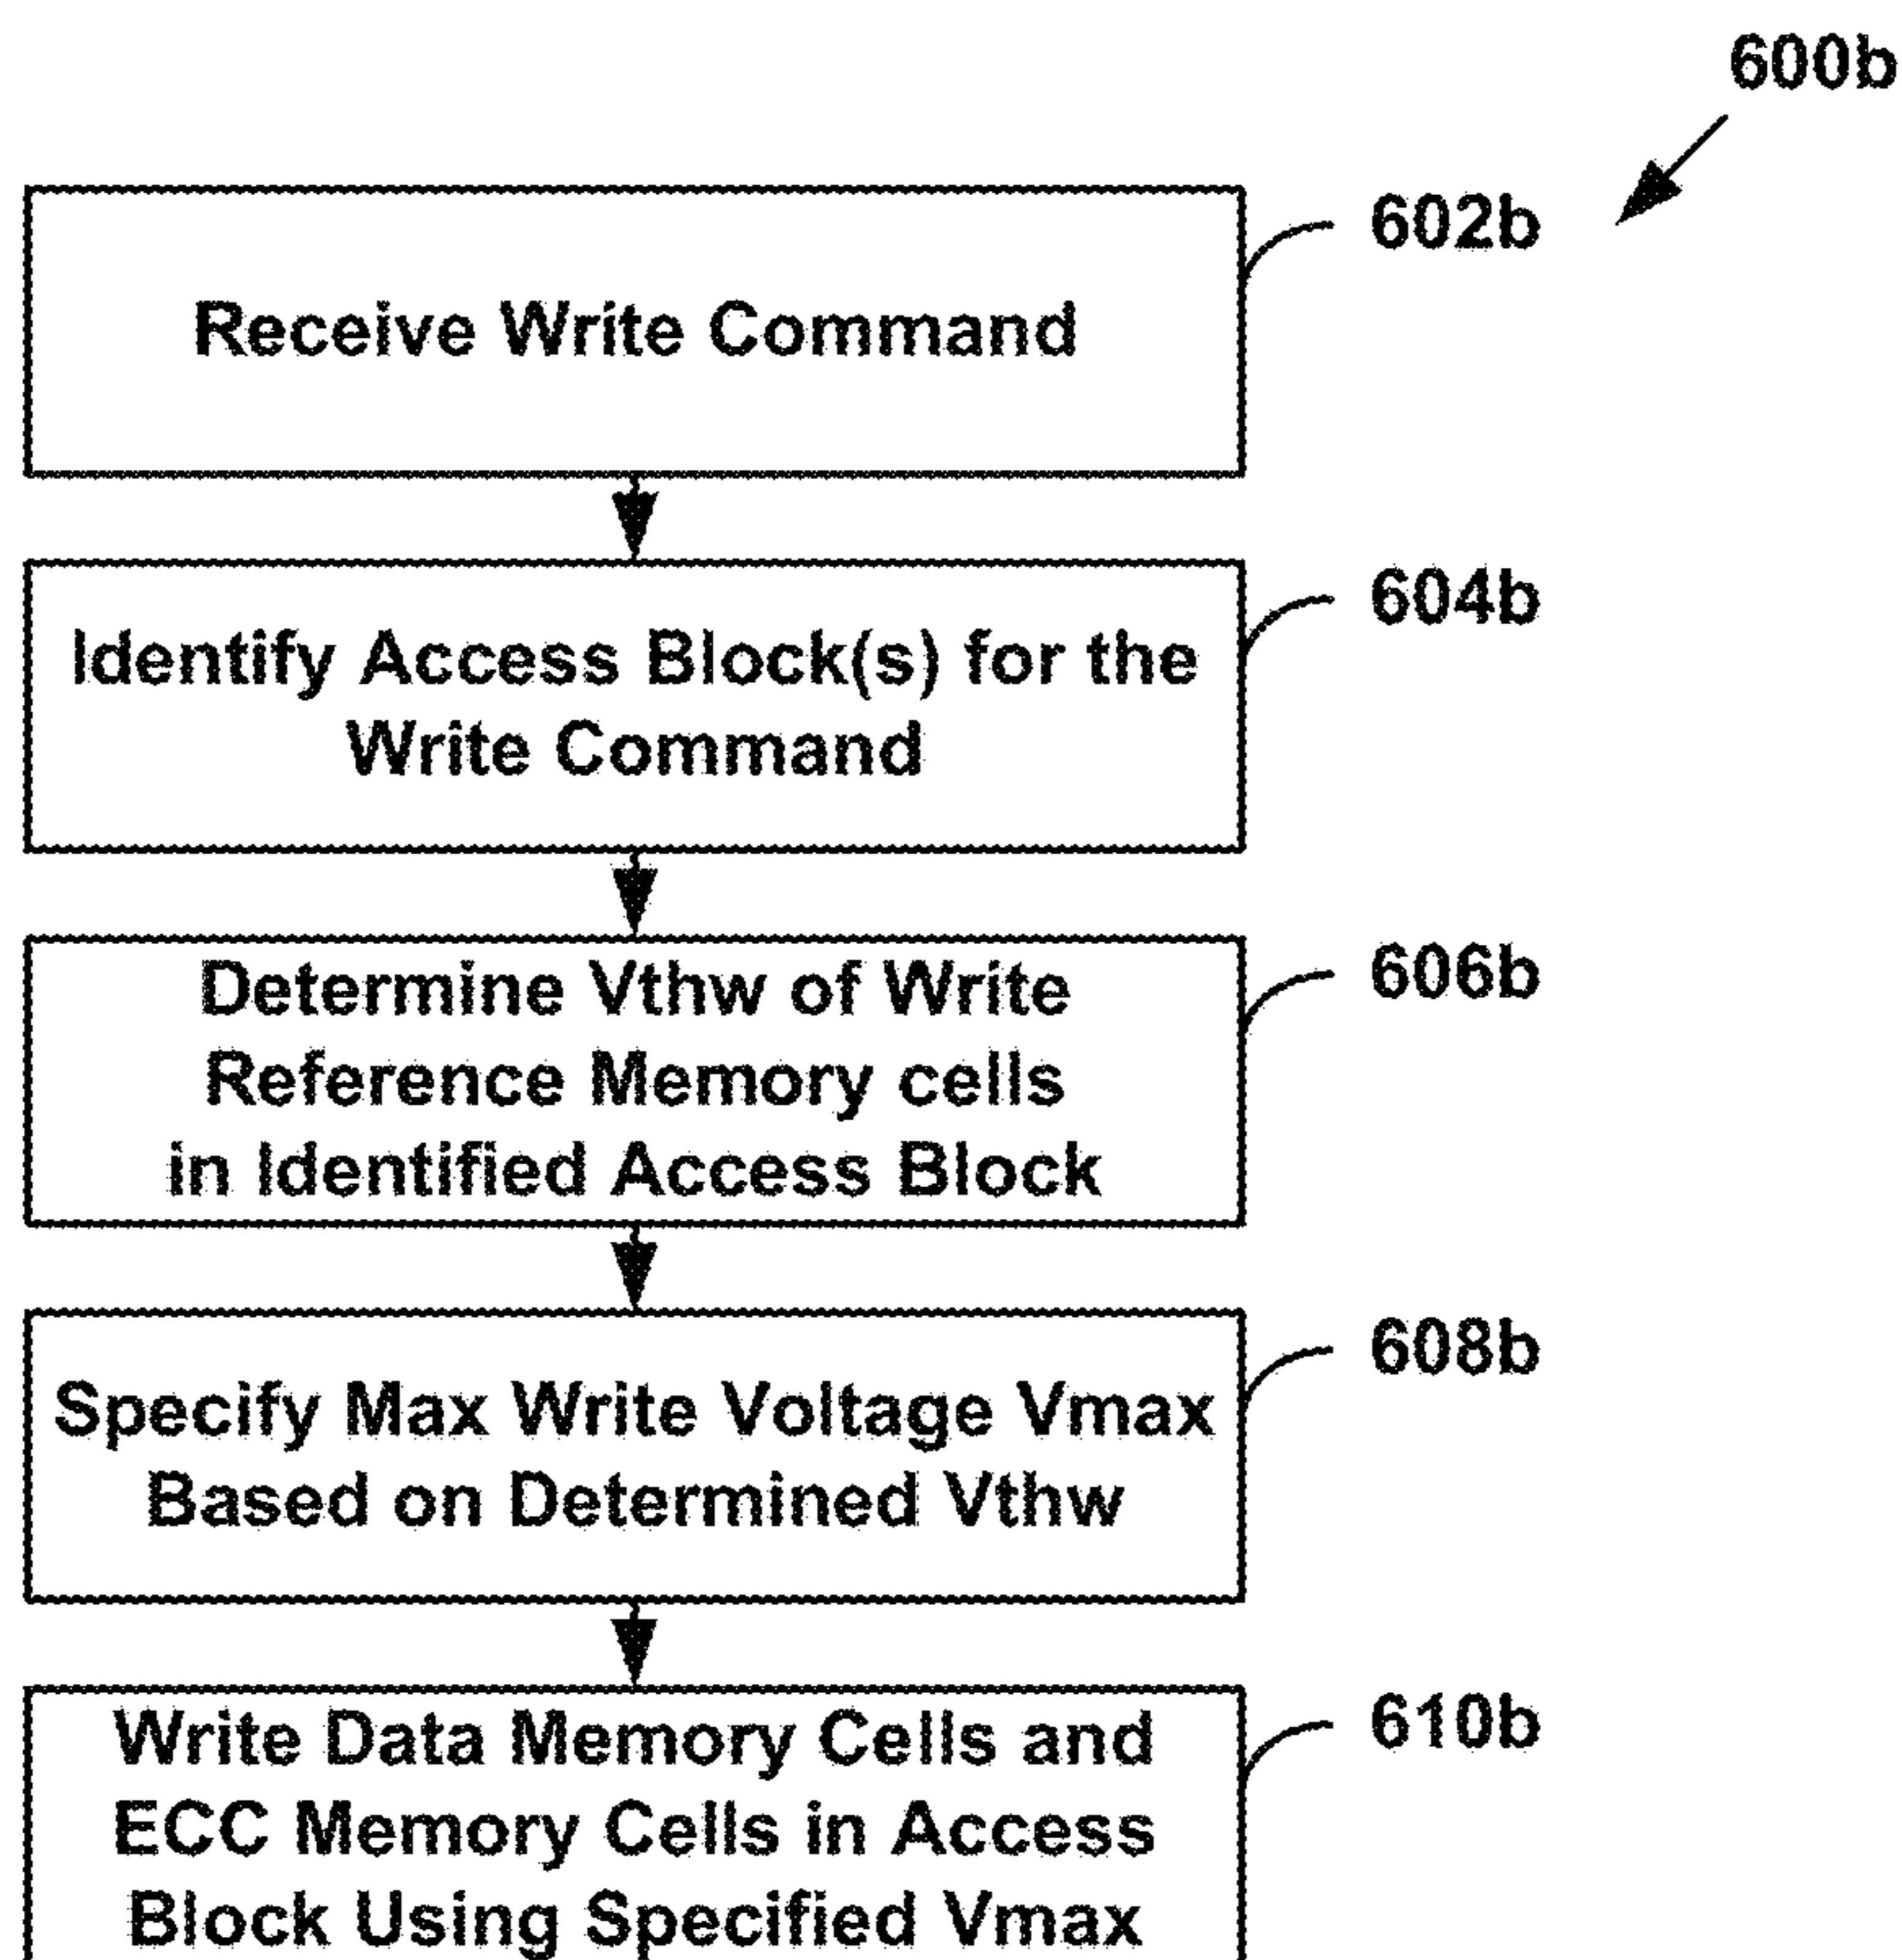 600b
602b
Receive Write Command
604b
Identify Access Block(s) for the
Write Command
606b
Determine Vthw of Write
Reference Memory cells
in Identified Access Block
608b
Specify Max Write Voltage Vmax
Based on Determined Vthw
610b
Write Data Memory Cells and
ECC Memory Cells in Access
Block Using Specified Vmax